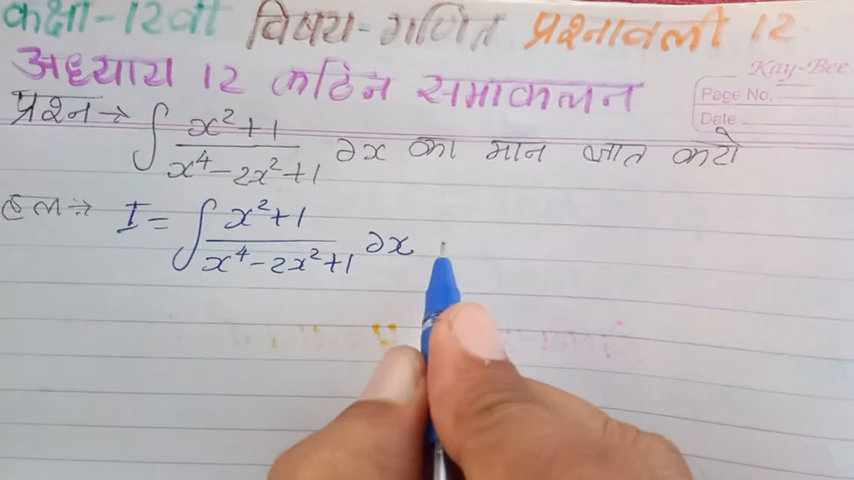 कक्षा-12वीं विषय-गणित प्रश्नावली 12
Kay-Bee
अध्याय 12 कठिन समाकलन
Page No.
Date
प्रश्न→ ∫ x²+1 / x⁴-2x²+1 ∂x का मान ज्ञात करो
हल→ I = ∫ x²+1 / x⁴-2x²+1 ∂x